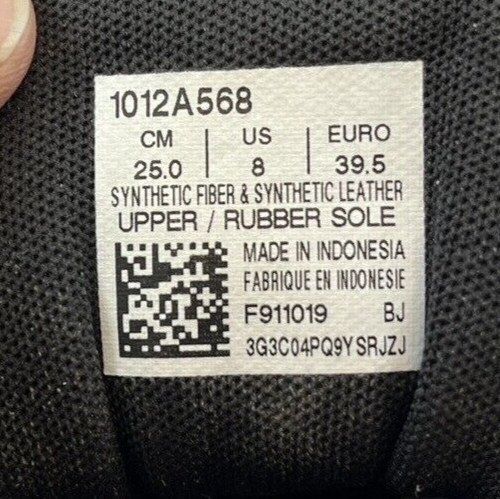 1012A568
CM | US | EURO
25.0 | 8 | 39.5
SYNTHETIC FIBER & SYNTHETIC LEATHER
UPPER / RUBBER SOLE
MADE IN INDONESIA
FABRIQUE EN INDONESIE
F911019 BJ
3G3C04PQ9YSRJZJ